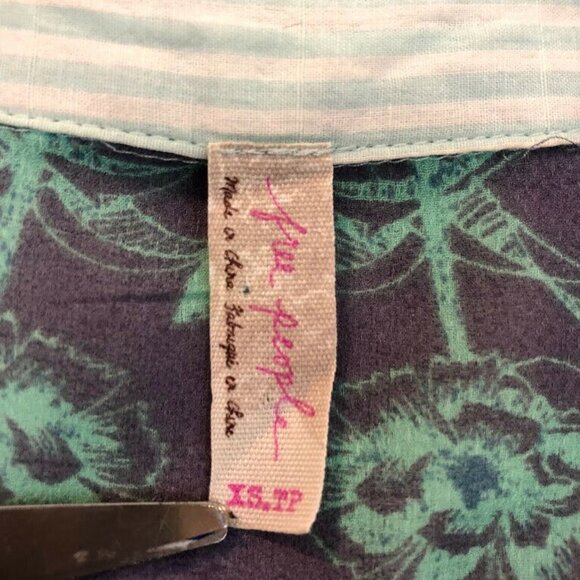 free people
Made in China Fabriqué en Chine
XS.TP